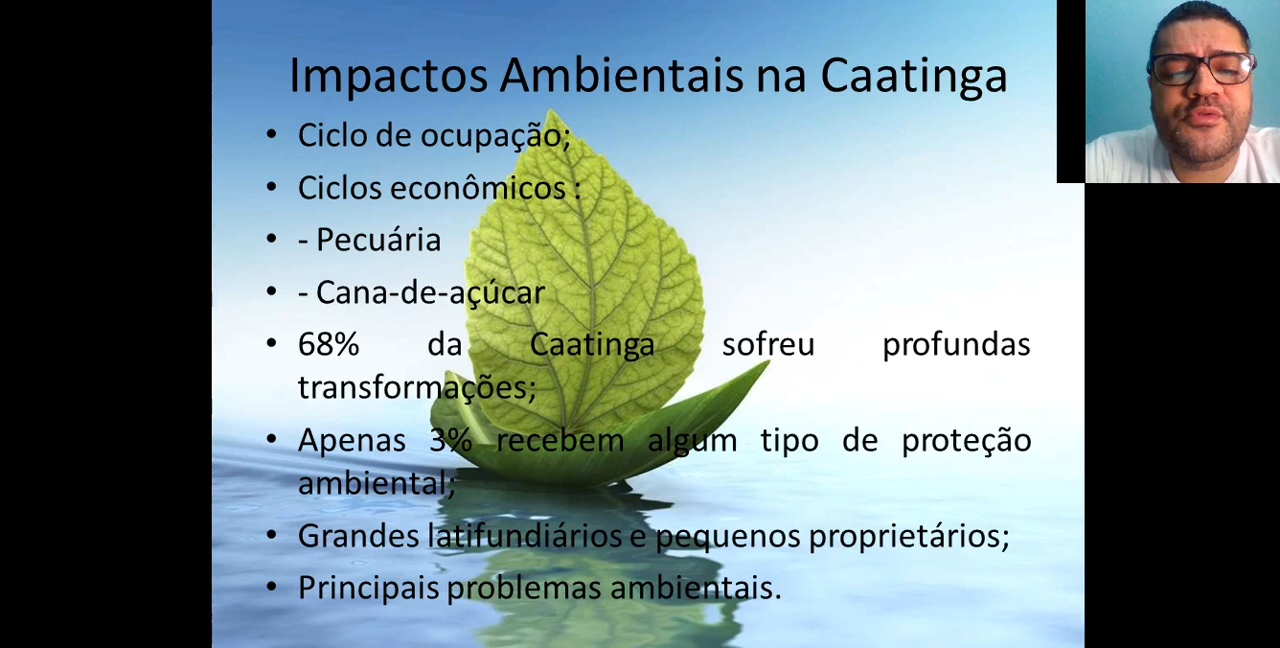 Impactos Ambientais na Caatinga
• Ciclo de ocupação;
• Ciclos econômicos :
• - Pecuária
• - Cana-de-açúcar
• 68% da Caatinga sofreu profundas
transformações;
• Apenas 3% recebem algum tipo de proteção
ambiental;
• Grandes latifundiários e pequenos proprietários;
• Principais problemas ambientais.